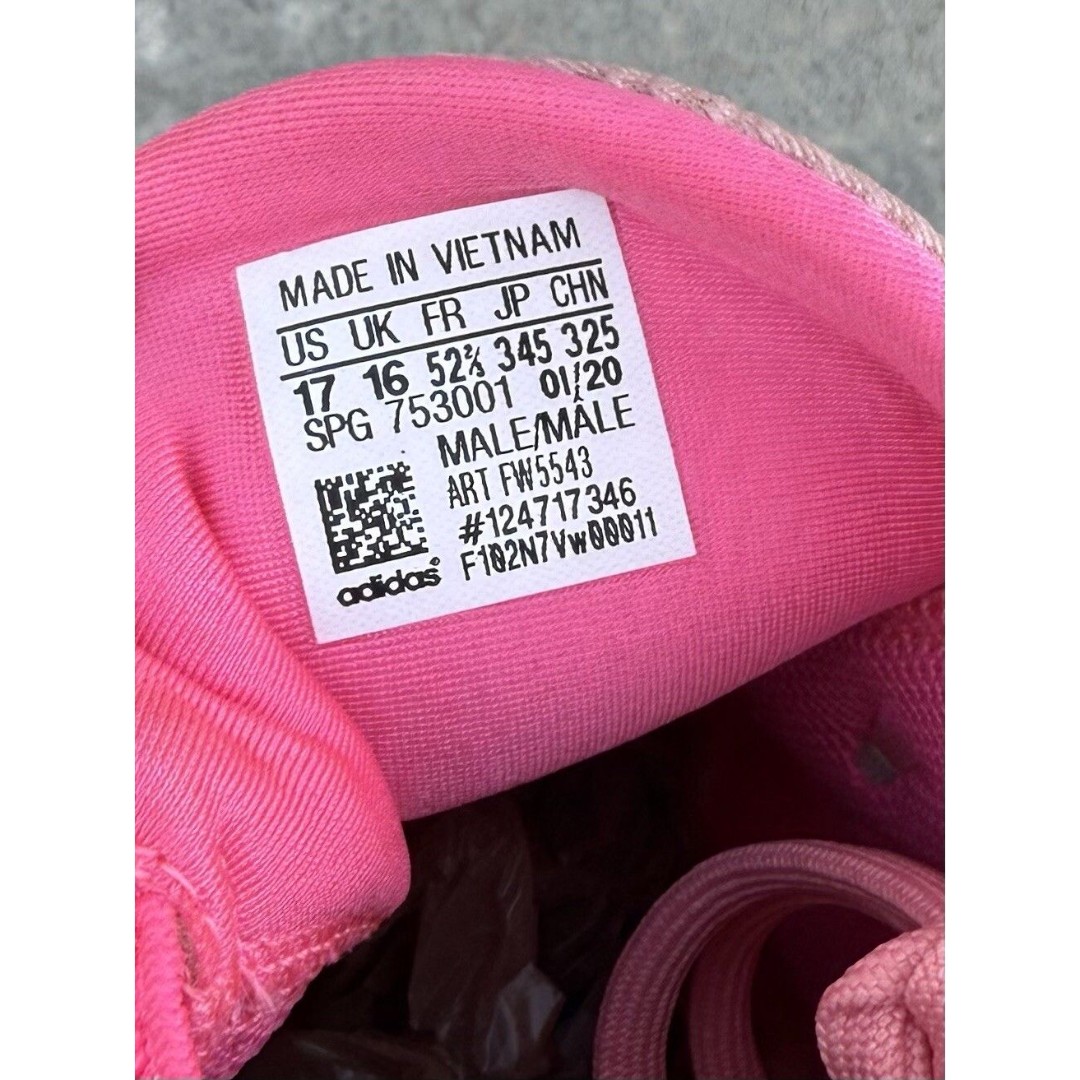 MADE IN VIETNAM
US UK FR JP CHN
17 16 52⅔ 345 325
SPG 753001 01/20
MALE/MÂLE
ART FW5543
#124717346
F102N7Vw00011
adidas®